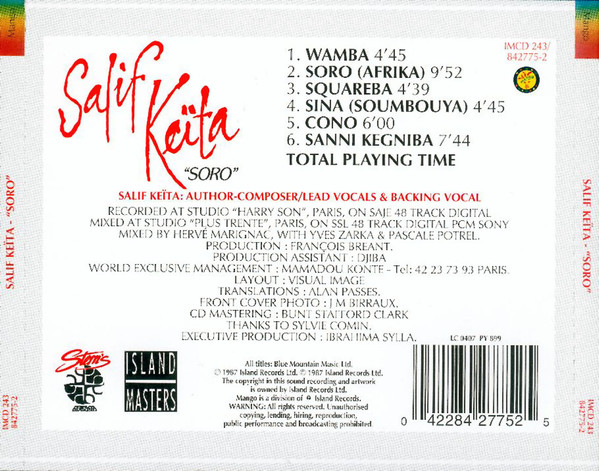 Mango
Salif
Keïta
"SORO"
IMCD 243/
842775-2
1. WAMBA 4'45
2. SORO (AFRIKA) 9'52
3. SQUAREBA 4'39
4. SINA (SOUMBOUYA) 4'45
5. CONO 6'00
6. SANNI KEGNIBA 7'44
TOTAL PLAYING TIME
SALIF KEÏTA: AUTHOR-COMPOSER/LEAD VOCALS & BACKING VOCAL
RECORDED AT STUDIO "HARRY SON", PARIS, ON SAJE 48 TRACK DIGITAL
MIXED AT STUDIO "PLUS TRENTE", PARIS, ON SSL 48 TRACK DIGITAL PCM SONY
MIXED BY HERVÉ MARIGNAC, WITH YVES ZARKA & PASCALE POTREL.
PRODUCTION : FRANÇOIS BREANT.
PRODUCTION ASSISTANT : DJIBA
WORLD EXCLUSIVE MANAGEMENT : MAMADOU KONTE - Tel: 42 23 73 93 PARIS.
LAYOUT : VISUAL IMAGE
TRANSLATIONS : ALAN PASSES.
FRONT COVER PHOTO : J M BIRRAUX.
CD MASTERING : BUNT STAFFORD CLARK
THANKS TO SYLVIE COMIN.
EXECUTIVE PRODUCTION : IBRAHIMA SYLLA.
Stern's
ISLAND
MASTERS
All titles: Blue Mountain Music Ltd.
℗ 1987 Island Records Ltd. © 1987 Island Records Ltd.
The copyright in this sound recording and artwork
is owned by Island Records Ltd.
Mango is a division of Island Records Ltd.
WARNING: All Rights Reserved. Unauthorised
copying, lending, hiring, reproduction,
public performance and broadcasting prohibited.
LC 0407 PY 899
0 42284 27752 5
SALIF KEÏTA - "SORO"
IMCD 243
842775-2
Mango
SALIF KEÏTA - "SORO"
IMCD 243
842775-2